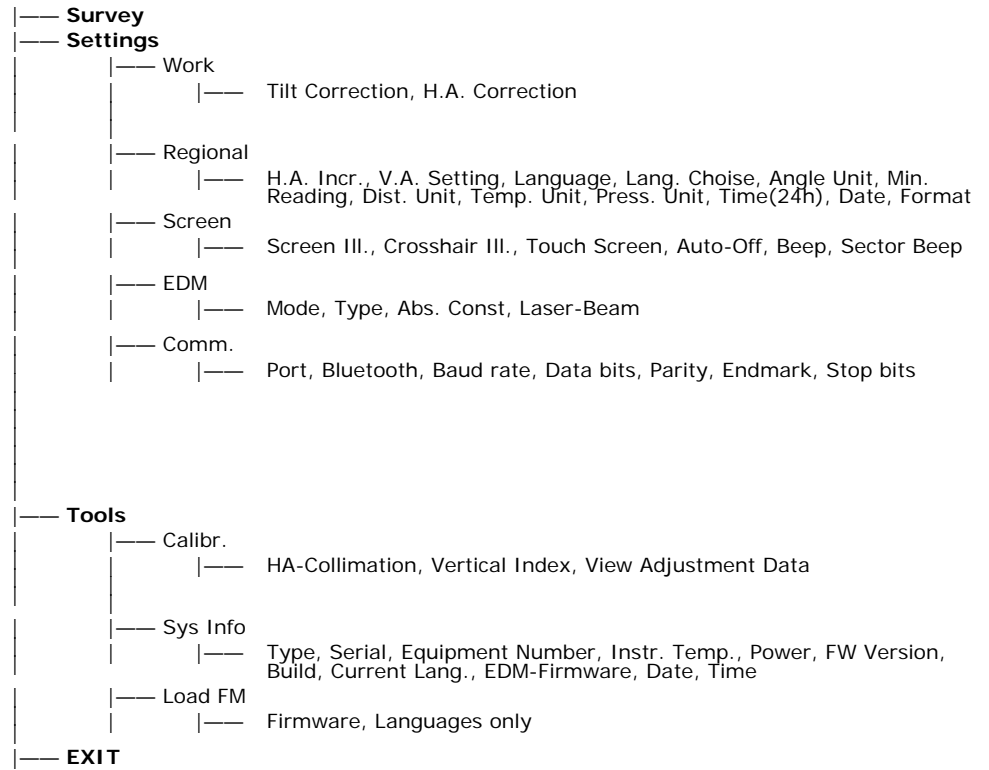 Survey
Settings
Work
Tilt Correction, H.A. Correction
Regional
H.A. Incr., V.A. Setting, Language, Lang. Choise, Angle Unit, Min.
Reading, Dist. Unit, Temp. Unit, Press. Unit, Time(24h), Date, Format
Screen
Screen Ill., Crosshair Ill., Touch Screen, Auto-Off, Beep, Sector Beep
EDM
Mode, Type, Abs. Const, Laser-Beam
Comm.
Port, Bluetooth, Baud rate, Data bits, Parity, Endmark, Stop bits
Tools
Calibr.
HA-Collimation, Vertical Index, View Adjustment Data
Sys Info
Type, Serial, Equipment Number, Instr. Temp., Power, FW Version,
Build, Current Lang., EDM-Firmware, Date, Time
Load FM
Firmware, Languages only
EXIT